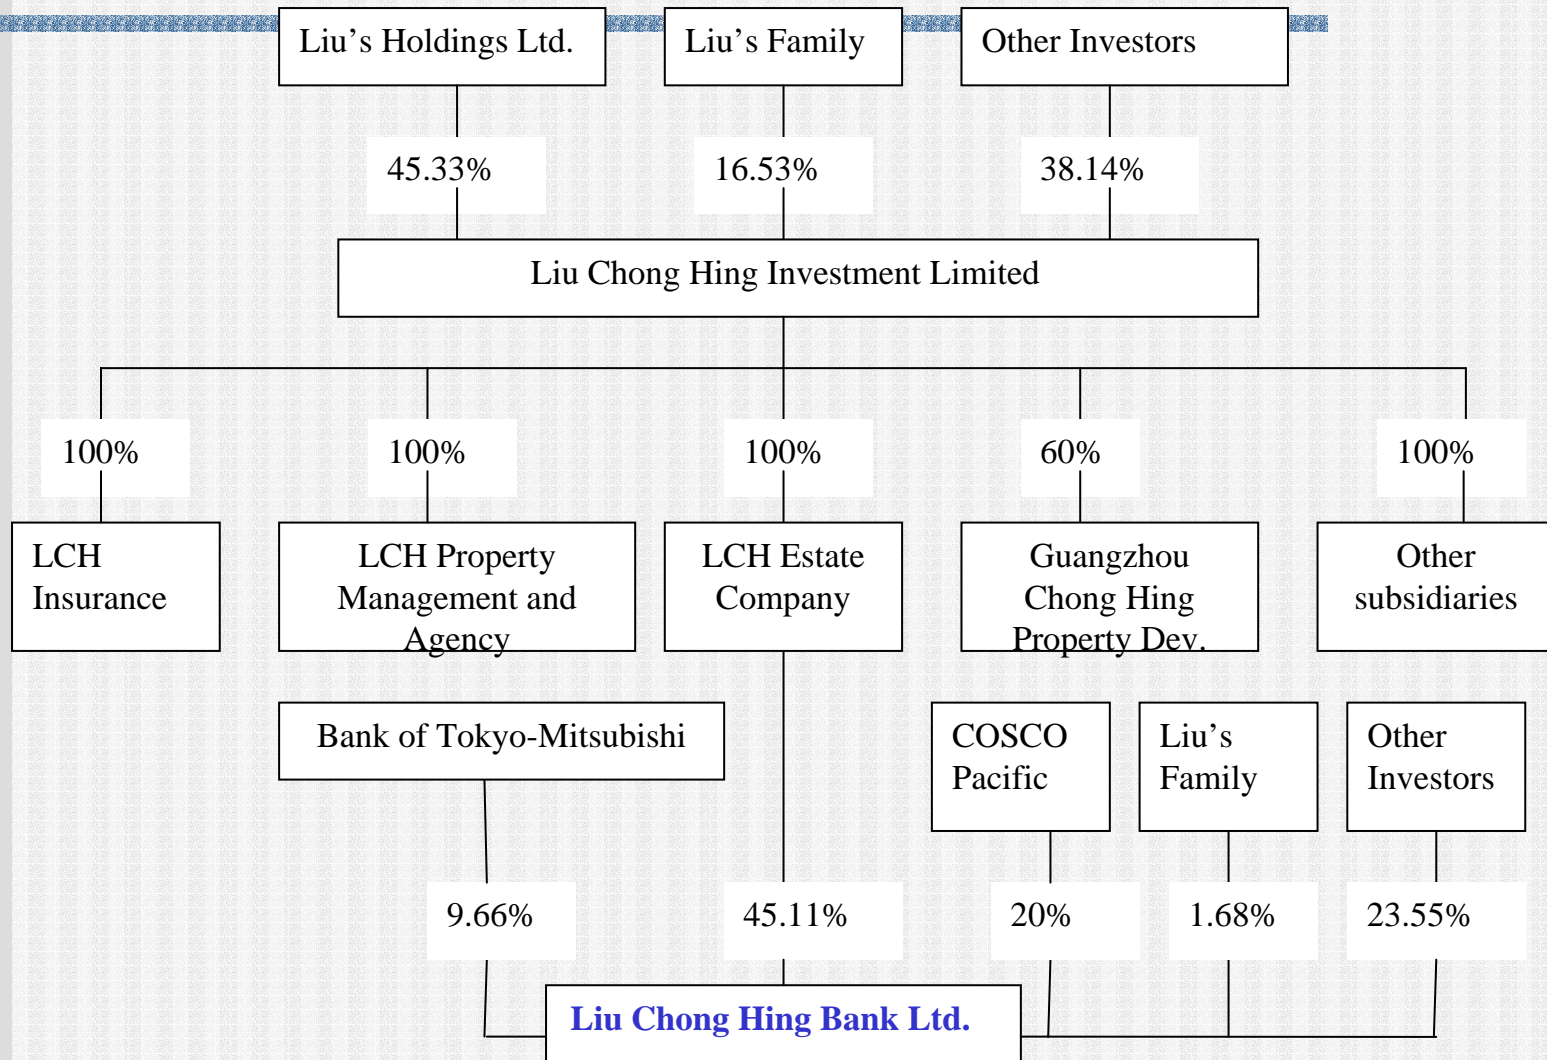 Liu’s Holdings Ltd.
Liu’s Family
Other Investors
45.33%
16.53%
38.14%
Liu Chong Hing Investment Limited
100%
100%
100%
60%
100%
LCH
Insurance
LCH Property
Management and
Agency
LCH Estate
Company
Guangzhou
Chong Hing
Property Dev.
Other
subsidiaries
Bank of Tokyo-Mitsubishi
COSCO
Pacific
Liu’s
Family
Other
Investors
9.66%
45.11%
20%
1.68%
23.55%
Liu Chong Hing Bank Ltd.